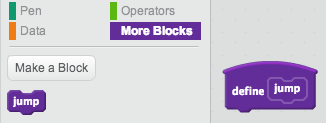 Pen Operators
Data More Blocks
Make a Block
jump
define jump